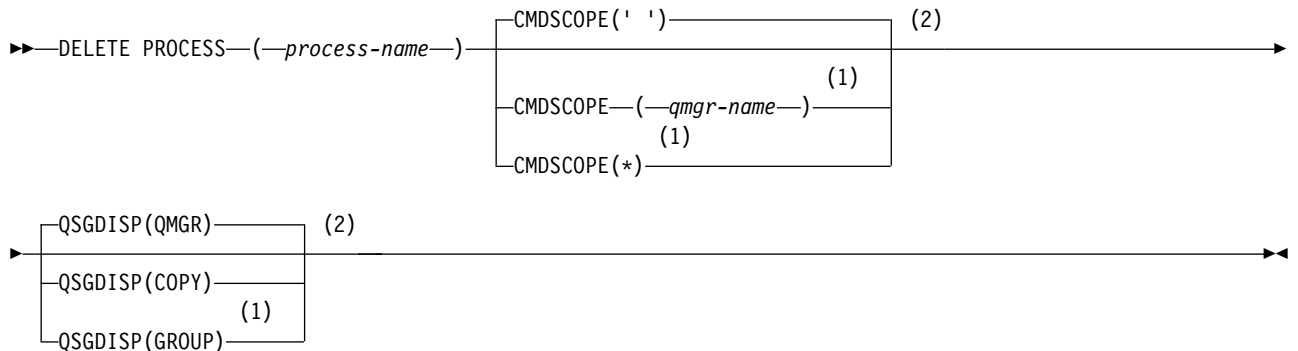 CMDSCOPE(' ') (2)
DELETE PROCESS ( process-name )
(1)
CMDSCOPE ( qmgr-name )
(1)
CMDSCOPE(*)
QSGDISP(QMGR) (2)
QSGDISP(COPY)
(1)
QSGDISP(GROUP)